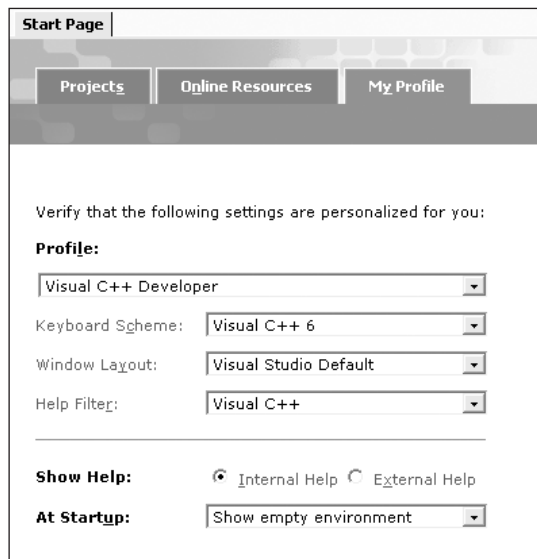 Start Page
Projects Online Resources My Profile
Verify that the following settings are personalized for you:
Profile:
Visual C++ Developer
Keyboard Scheme: Visual C++ 6
Window Layout: Visual Studio Default
Help Filter: Visual C++
Show Help: Internal Help External Help
At Startup: Show empty environment